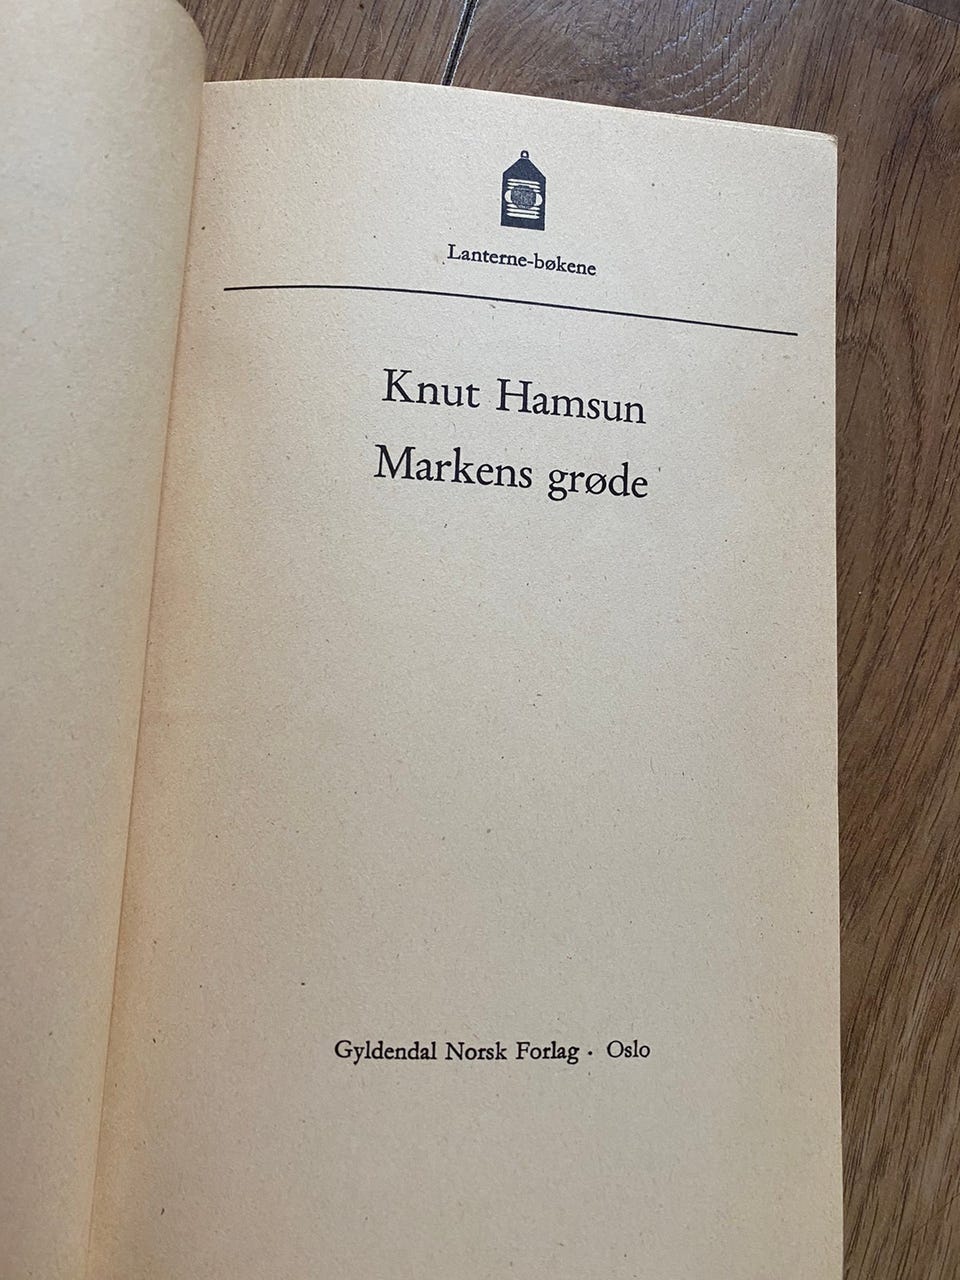 Lanterne-bøkene
Knut Hamsun
Markens grøde
Gyldendal Norsk Forlag · Oslo